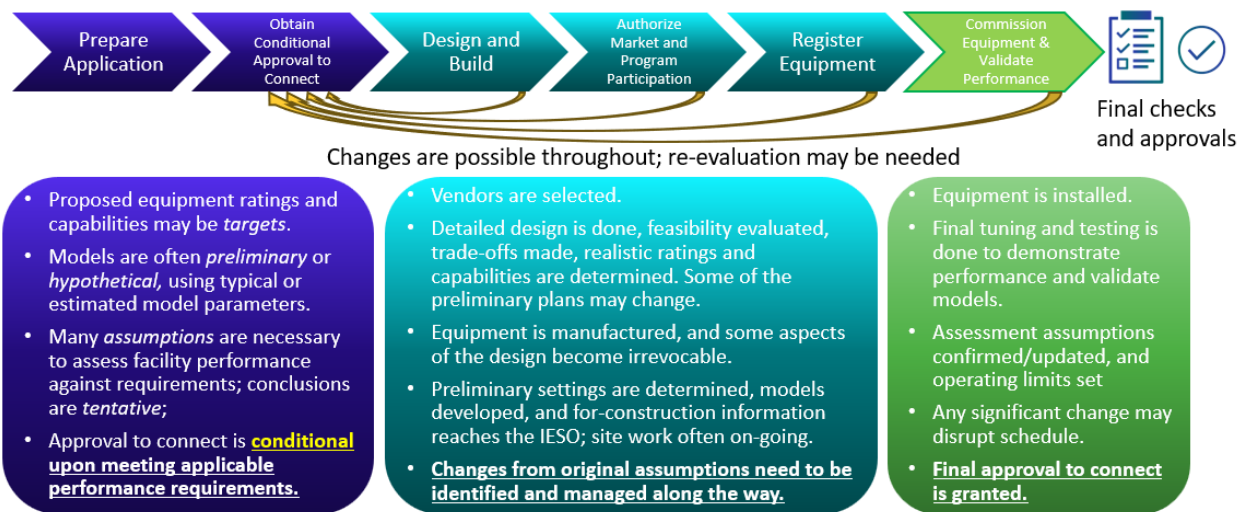 Prepare
Application
Obtain
Conditional
Approval to
Connect
Design and
Build
Authorize
Market and
Program
Participation
Register
Equipment
Commission
Equipment &
Validate
Performance
Final checks
and approvals
Changes are possible throughout; re-evaluation may be needed
• Proposed equipment ratings and
capabilities may be targets.
• Models are often preliminary or
hypothetical, using typical or
estimated model parameters.
• Many assumptions are necessary
to assess facility performance
against requirements; conclusions
are tentative;
• Approval to connect is conditional
upon meeting applicable
performance requirements.
• Vendors are selected.
• Detailed design is done, feasibility evaluated,
trade-offs made, realistic ratings and
capabilities are determined. Some of the
preliminary plans may change.
• Equipment is manufactured, and some aspects
of the design become irrevocable.
• Preliminary settings are determined, models
developed, and for-construction information
reaches the IESO; site work often on-going.
• Changes from original assumptions need to be
identified and managed along the way.
• Equipment is installed.
• Final tuning and testing is
done to demonstrate
performance and validate
models.
• Assessment assumptions
confirmed/updated, and
operating limits set
• Any significant change may
disrupt schedule.
• Final approval to connect
is granted.